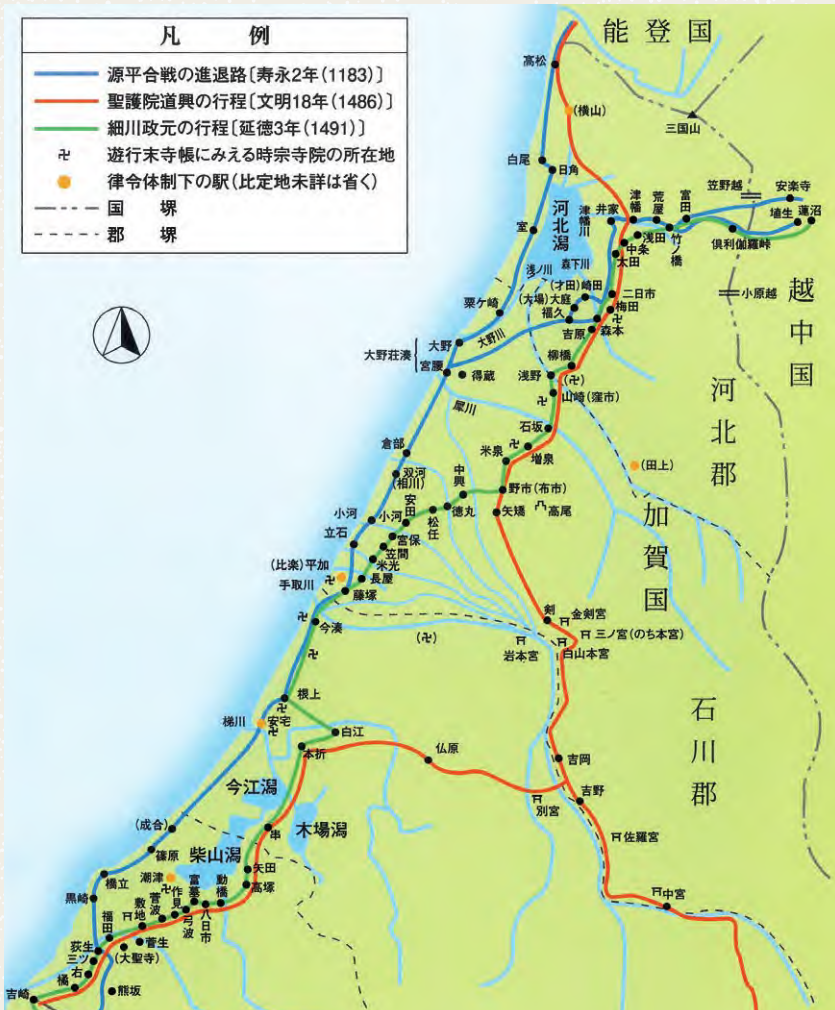 凡 例
源平合戦の進退路〔寿永2年(1183)〕
聖護院道興の行程〔文明18年(1486)〕
細川政元の行程〔延徳3年(1491)〕
卍 遊行末寺帳にみえる時宗寺院の所在地
律令体制下の駅(比定地未詳は省く)
国 堺
郡 堺
能登国
高松
(横山)
三国山
白尾
日角
河北潟
津幡川
井家
津幡
荒屋
富田
笠野越
安楽寺
埴生
蓮沼
室
浅田
中条
太田
竹ノ橋
倶利伽羅峠
浅ノ川
森下川
(才田)崎田
(大場)大庭
二日市
小原越
越中国
粟ケ崎
福久
梅田
卍
大野川
吉原
森本
大野荘湊
大野
宮腰
得蔵
柳橋
浅野
(卍)
河北郡
卍
山崎(窪市)
犀川
石坂
倉部
米泉
卍
増泉
(田上)
双河
(相川)
中興
野市(布市)
小河
小河
安田
松任
徳丸
矢矯
高尾
加賀国
立石
宮保
笠間
米光
(比楽)平加
卍
長屋
手取川
藤塚
剣
金剣宮
卍
今湊
三ノ宮(のち本宮)
(卍)
岩本宮
白山本宮
卍
石川郡
根上
卍
梯川
安宅
卍
白江
本折
仏原
吉岡
今江潟
別宮
吉野
木場潟
串
(成合)
佐羅宮
篠原
柴山潟
矢田
橋立
潮津
卍
高塚
黒崎
中宮
福田
敷地
菅波
作見
弓波
富墓
八日市
動橋
荻生
三ツ
(大聖寺)
菅生
右
橘
吉崎
熊坂